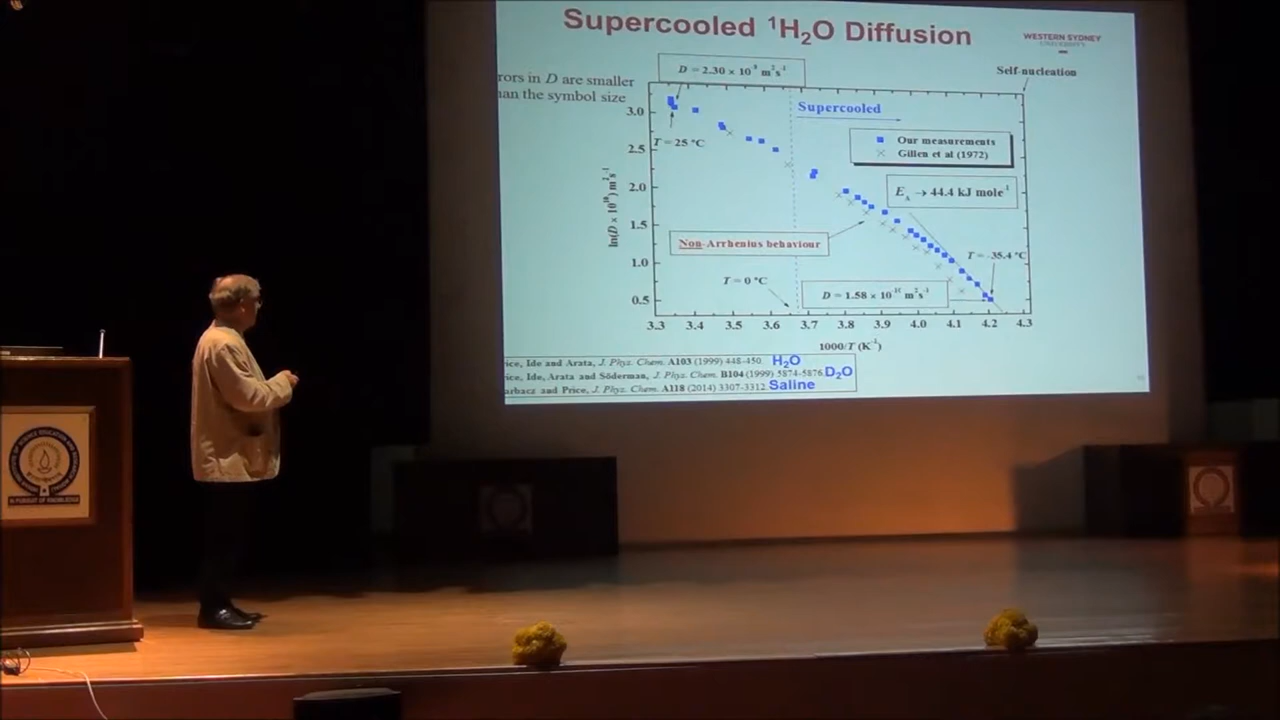 Supercooled ¹H₂O Diffusion
WESTERN SYDNEY
UNIVERSITY
Self-nucleation
D = 2.30 × 10⁻⁹ m²s⁻¹
rors in D are smaller
han the symbol size
Supercooled
T = 25 °C
Our measurements
Gillen et al (1972)
E_A → 44.4 kJ mole⁻¹
Non-Arrhenius behaviour
T = -35.4 °C
T = 0 °C
D = 1.58 × 10⁻¹⁰ m²s⁻¹
ln(D × 10¹⁰) m²s⁻¹
3.0
2.5
2.0
1.5
1.0
0.5
3.3 3.4 3.5 3.6 3.7 3.8 3.9 4.0 4.1 4.2 4.3
1000/T (K⁻¹)
rice, Ide and Arata, J. Phys. Chem. A103 (1999) 448-450. H₂O
rice, Ide, Arata and Söderman, J. Phys. Chem. B104 (1999) 5874-5876. D₂O
arbacz and Price, J. Phys. Chem. A118 (2014) 3307-3312. Saline
IN PURSUIT OF KNOWLEDGE